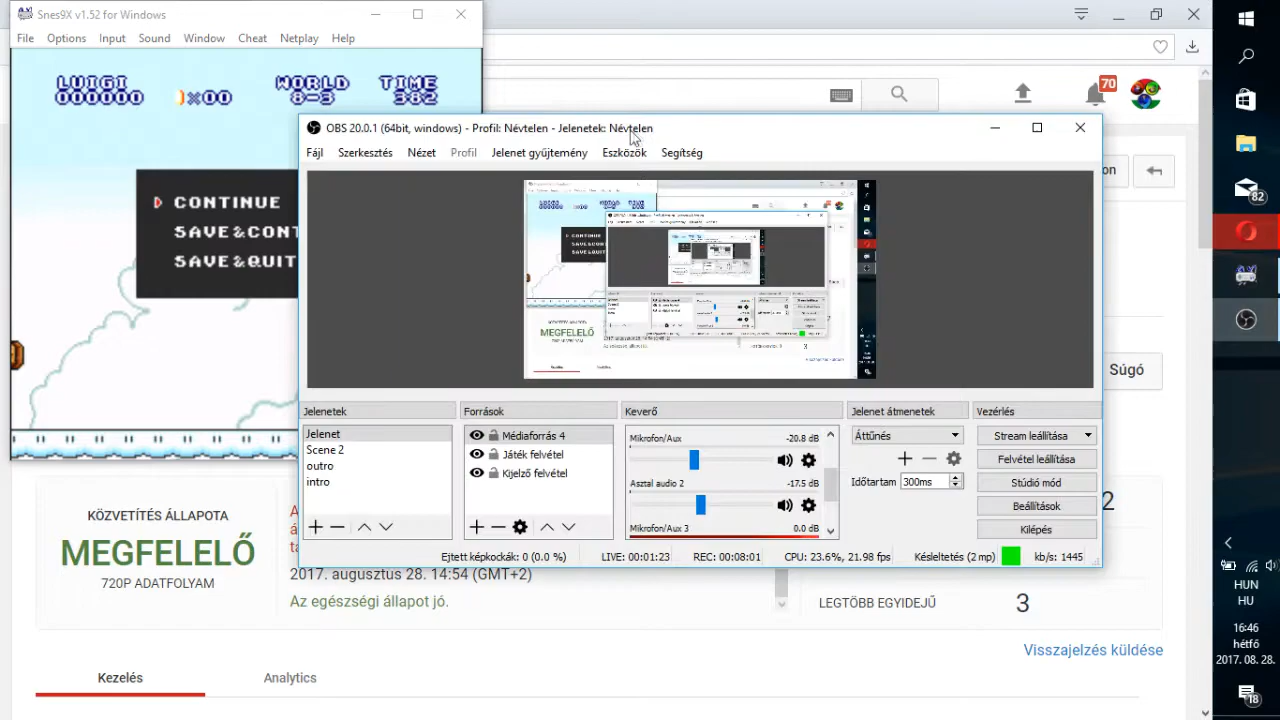 Snes9X v1.52 for Windows
File Options Input Sound Window Cheat Netplay Help
LUIGI WORLD TIME
000000 x00 8-3 382
CONTINUE
SAVE&CONT
SAVE&QUIT
70
OBS 20.0.1 (64bit, windows) - Profil: Névtelen - Jelenetek: Névtelen
Fájl Szerkesztés Nézet Profil Jelenet gyűjtemény Eszközök Segítség
on
MEGFELELŐ
Súgó
Jelenetek
Jelenet
Scene 2
outro
intro
Források
Médiaforrás 4
Játék felvétel
Kijelző felvétel
Keverő
Mikrofon/Aux -20.8 dB
Asztal audio 2 -17.5 dB
Mikrofon/Aux 3 0.0 dB
Jelenet átmenetek
Áttűnés
Időtartam 300ms
Vezérlés
Stream leállítása
Felvétel leállítása
Stúdió mód
Beállítások
Kilépés
Ejtett képkockák: 0 (0.0 %) LIVE: 00:01:23 REC: 00:08:01 CPU: 23.6%, 21.98 fps Késleltetés (2 mp) kb/s: 1445
KÖZVETÍTÉS ÁLLAPOTA
MEGFELELŐ
720P ADATFOLYAM
2017. augusztus 28. 14:54 (GMT+2)
Az egészségi állapot jó.
2
LEGTÖBB EGYIDEJŰ 3
Visszajelzés küldése
Kezelés Analytics
82
HUN
HU
16:46
hétfő
2017. 08. 28.
18